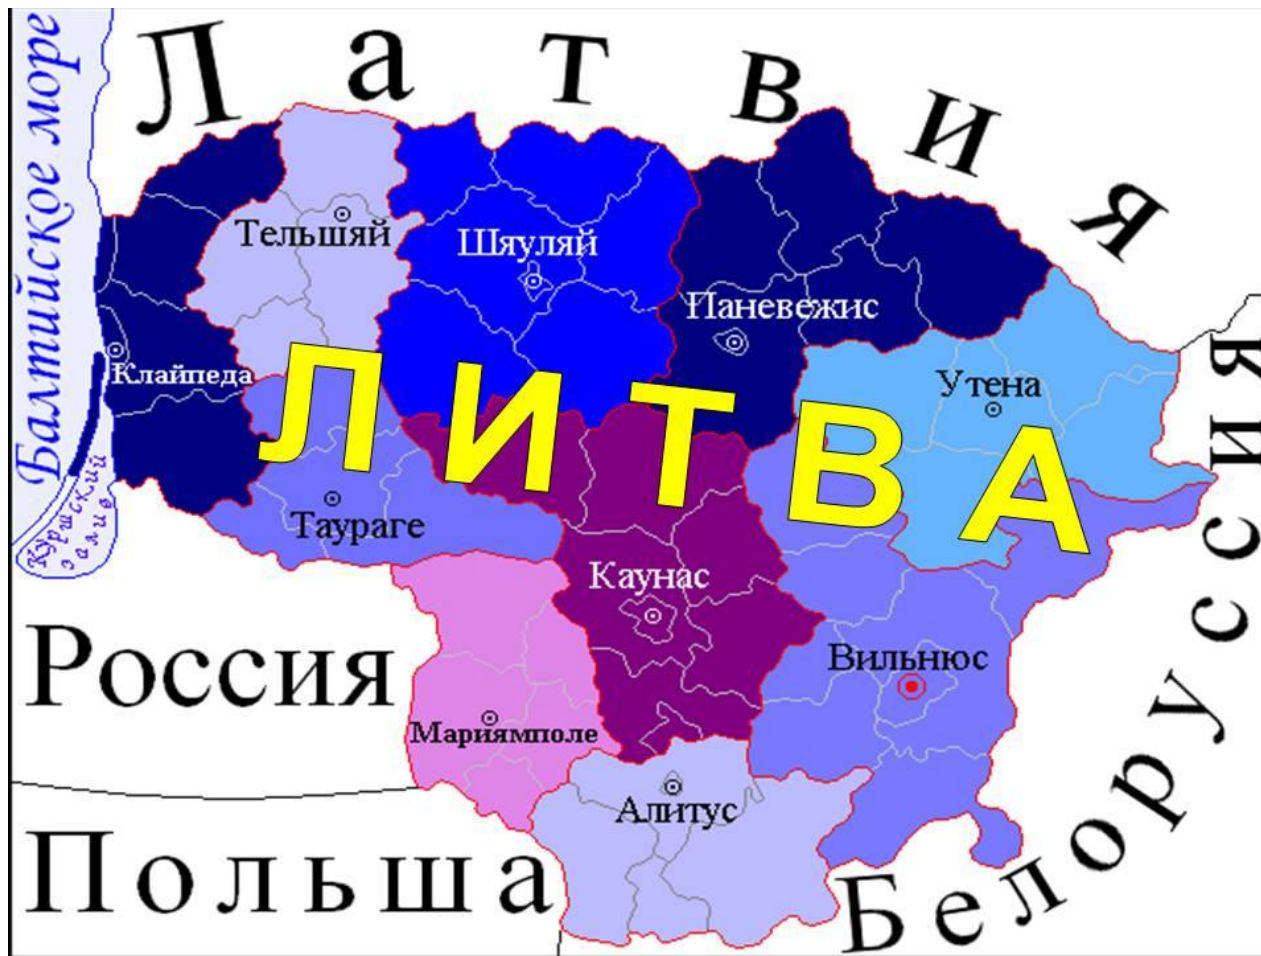 Латвия
Балтийское море
Тельшяй
Шяуляй
Паневежис
Клайпеда
Утена
ЛИТВА
Куршский
залив
Таураге
Каунас
Россия
Вильнюс
Мариямполе
Алитус
Польша
Белоруссия